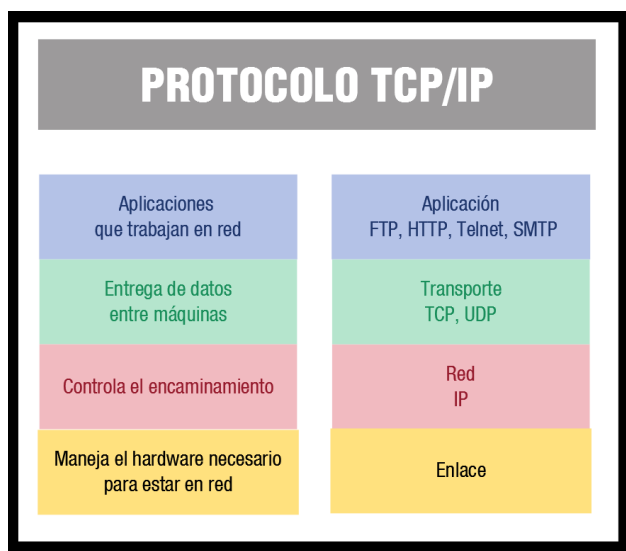 PROTOCOLO TCP/IP
Aplicaciones
que trabajan en red
Aplicación
FTP, HTTP, Telnet, SMTP
Entrega de datos
entre máquinas
Transporte
TCP, UDP
Controla el encaminamiento
Red
IP
Maneja el hardware necesario
para estar en red
Enlace